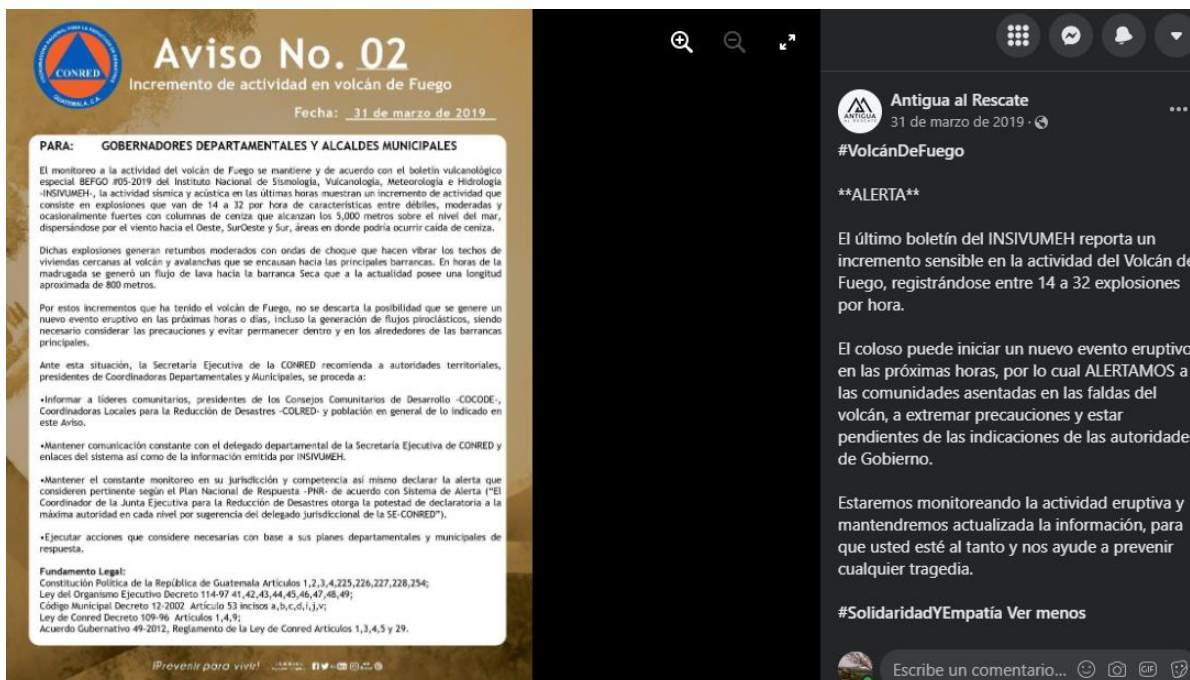 CONRED
GUATEMALA, C.A.
Aviso No. 02
Incremento de actividad en volcán de Fuego
Fecha: 31 de marzo de 2019
PARA: GOBERNADORES DEPARTAMENTALES Y ALCALDES MUNICIPALES
El monitoreo a la actividad del volcán de Fuego se mantiene y de acuerdo con el boletín vulcanológico
especial BEFGO #05-2019 del Instituto Nacional de Sismología, Vulcanología, Meteorología e Hidrología
-INSIVUMEH-, la actividad sísmica y acústica en las últimas horas muestran un incremento de actividad que
consiste en explosiones que van de 14 a 32 por hora de características entre débiles, moderadas y
ocasionalmente fuertes con columnas de ceniza que alcanzan los 5,000 metros sobre el nivel del mar,
dispersándose por el viento hacia el Oeste, SurOeste y Sur, áreas en donde podría ocurrir caída de ceniza.
Dichas explosiones generan retumbos moderados con ondas de choque que hacen vibrar los techos de
viviendas cercanas al volcán y avalanchas que se encausan hacia las principales barrancas. En horas de la
madrugada se generó un flujo de lava hacia la barranca Seca que a la actualidad posee una longitud
aproximada de 800 metros.
Por estos incrementos que ha tenido el volcán de Fuego, no se descarta la posibilidad que se genere un
nuevo evento eruptivo en las próximas horas o días, incluso la generación de flujos piroclásticos, siendo
necesario considerar las precauciones y evitar permanecer dentro y en los alrededores de las barrancas
principales.
Ante esta situación, la Secretaría Ejecutiva de la CONRED recomienda a autoridades territoriales,
presidentes de Coordinadoras Departamentales y Municipales, se proceda a:
•Informar a líderes comunitarios, presidentes de los Consejos Comunitarios de Desarrollo -COCODE-,
Coordinadoras Locales para la Reducción de Desastres -COLRED- y población en general de lo indicado en
este Aviso.
•Mantener comunicación constante con el delegado departamental de la Secretaría Ejecutiva de CONRED y
enlaces del sistema así como de la información emitida por INSIVUMEH.
•Mantener el constante monitoreo en su jurisdicción y competencia así mismo declarar la alerta que
consideren pertinente según el Plan Nacional de Respuesta -PNR- de acuerdo con Sistema de Alerta ("El
Coordinador de la Junta Ejecutiva para la Reducción de Desastres otorga la potestad de declaratoria a la
máxima autoridad en cada nivel por sugerencia del delegado jurisdiccional de la SE-CONRED").
•Ejecutar acciones que considere necesarias con base a sus planes departamentales y municipales de
respuesta.
Fundamento Legal:
Constitución Política de la República de Guatemala Artículos 1,2,3,4,225,226,227,228,254;
Ley del Organismo Ejecutivo Decreto 114-97 41,42,43,44,45,46,47,48,49;
Código Municipal Decreto 12-2002 Artículo 53 incisos a,b,c,d,i,j,v;
Ley de Conred Decreto 109-96 Artículos 1,4,9;
Acuerdo Gubernativo 49-2012, Reglamento de la Ley de Conred Artículos 1,3,4,5 y 29.
¡Prevenir para vivir!
ANTIGUA
AL RESCATE
Antigua al Rescate
31 de marzo de 2019
#VolcánDeFuego
**ALERTA**
El último boletín del INSIVUMEH reporta un
incremento sensible en la actividad del Volcán de
Fuego, registrándose entre 14 a 32 explosiones
por hora.
El coloso puede iniciar un nuevo evento eruptivo
en las próximas horas, por lo cual ALERTAMOS a
las comunidades asentadas en las faldas del
volcán, a extremar precauciones y estar
pendientes de las indicaciones de las autoridade
de Gobierno.
Estaremos monitoreando la actividad eruptiva y
mantendremos actualizada la información, para
que usted esté al tanto y nos ayude a prevenir
cualquier tragedia.
#SolidaridadYEmpatía Ver menos
Escribe un comentario...
GIF